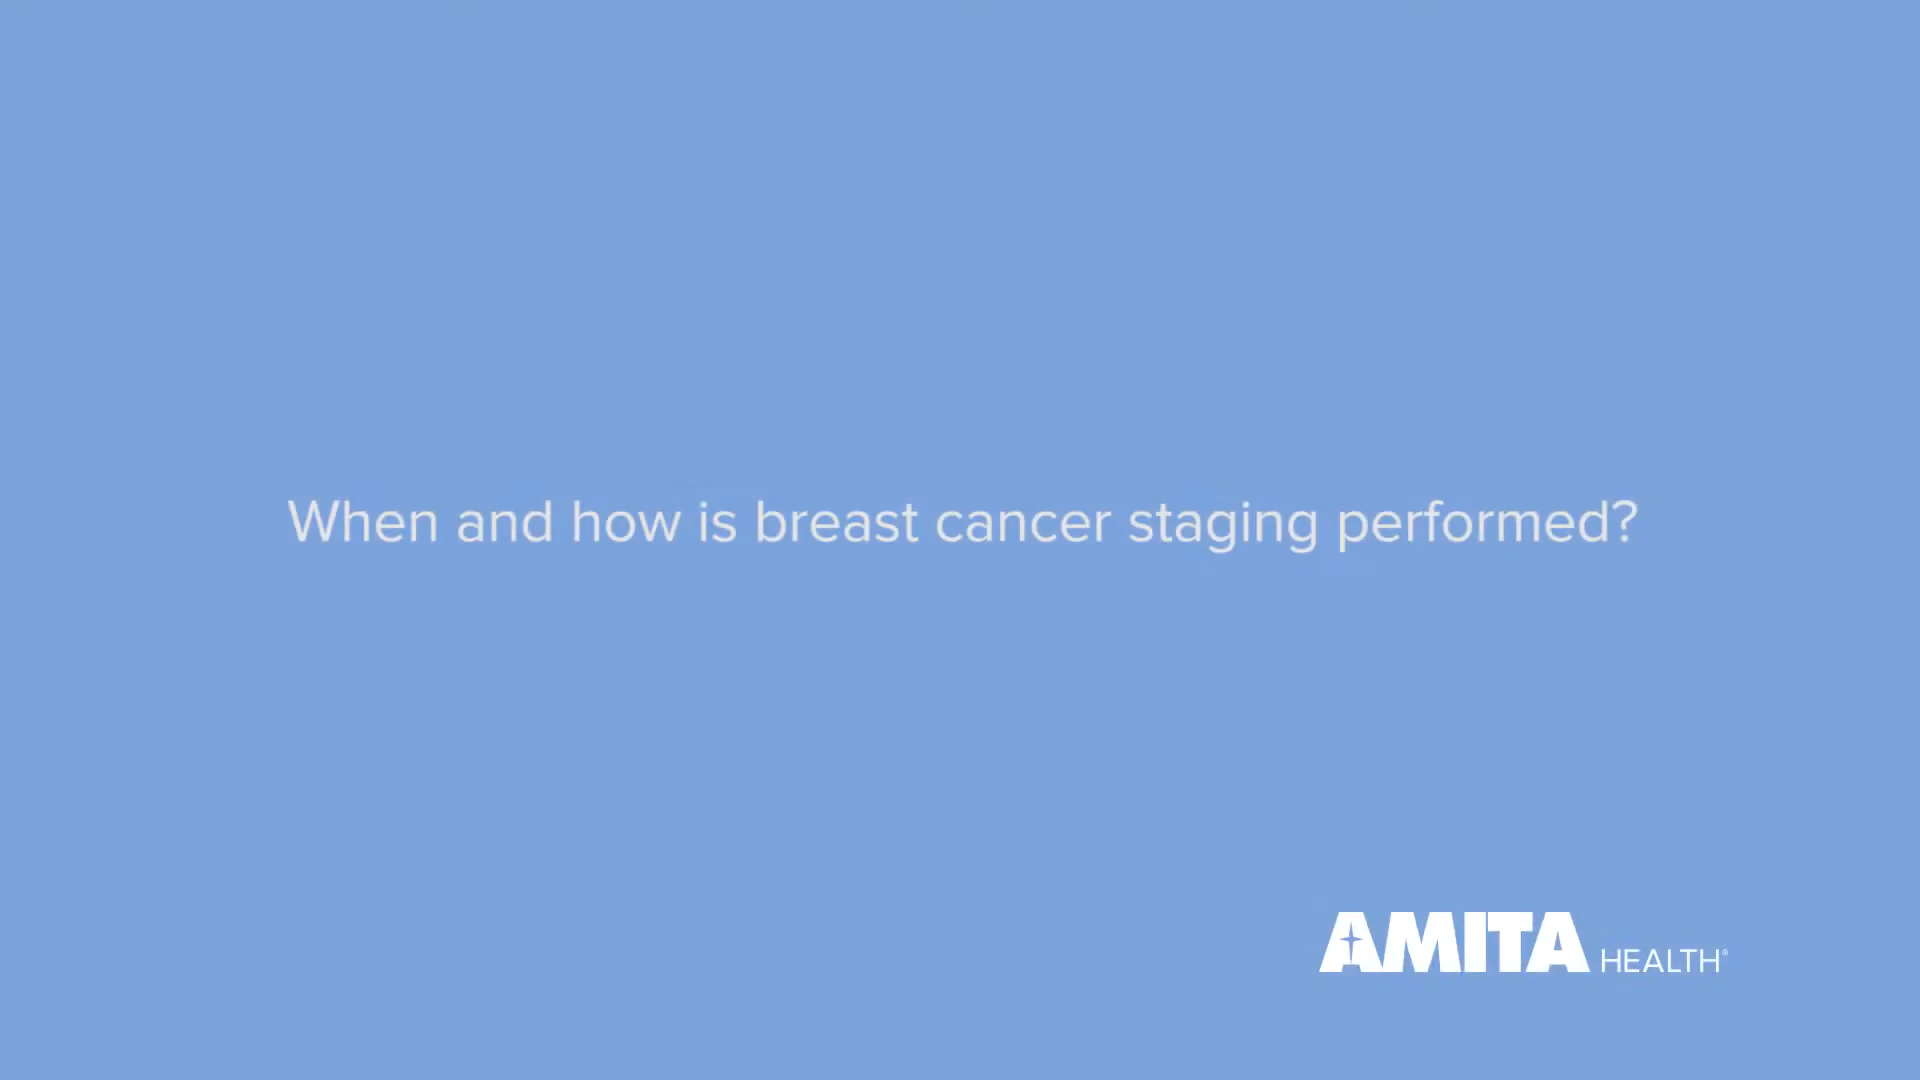 When and how is breast cancer staging performed?
AMITA HEALTH®